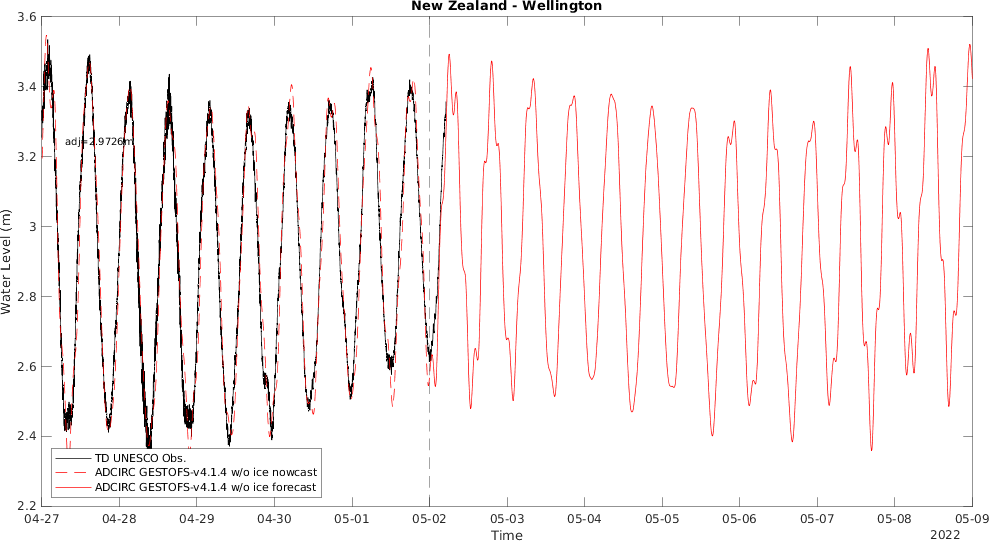 New Zealand - Wellington
3.6
3.4
3.2
3
2.8
2.6
2.4
2.2
Water Level (m)
adj=2.9726m
TD UNESCO Obs.
ADCIRC GESTOFS-v4.1.4 w/o ice nowcast
ADCIRC GESTOFS-v4.1.4 w/o ice forecast
04-27 04-28 04-29 04-30 05-01 05-02 05-03 05-04 05-05 05-06 05-07 05-08 05-09
Time
2022